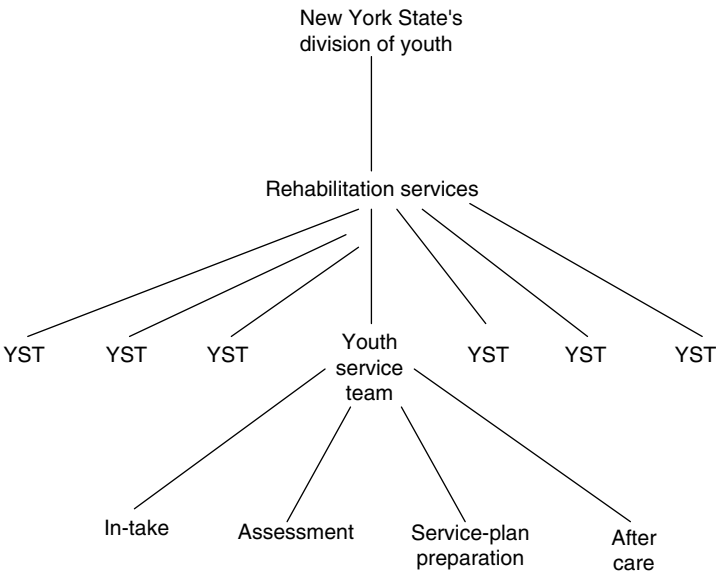 New York State's
division of youth
Rehabilitation services
YST
YST
YST
Youth
service
team
YST
YST
YST
In-take
Assessment
Service-plan
preparation
After
care